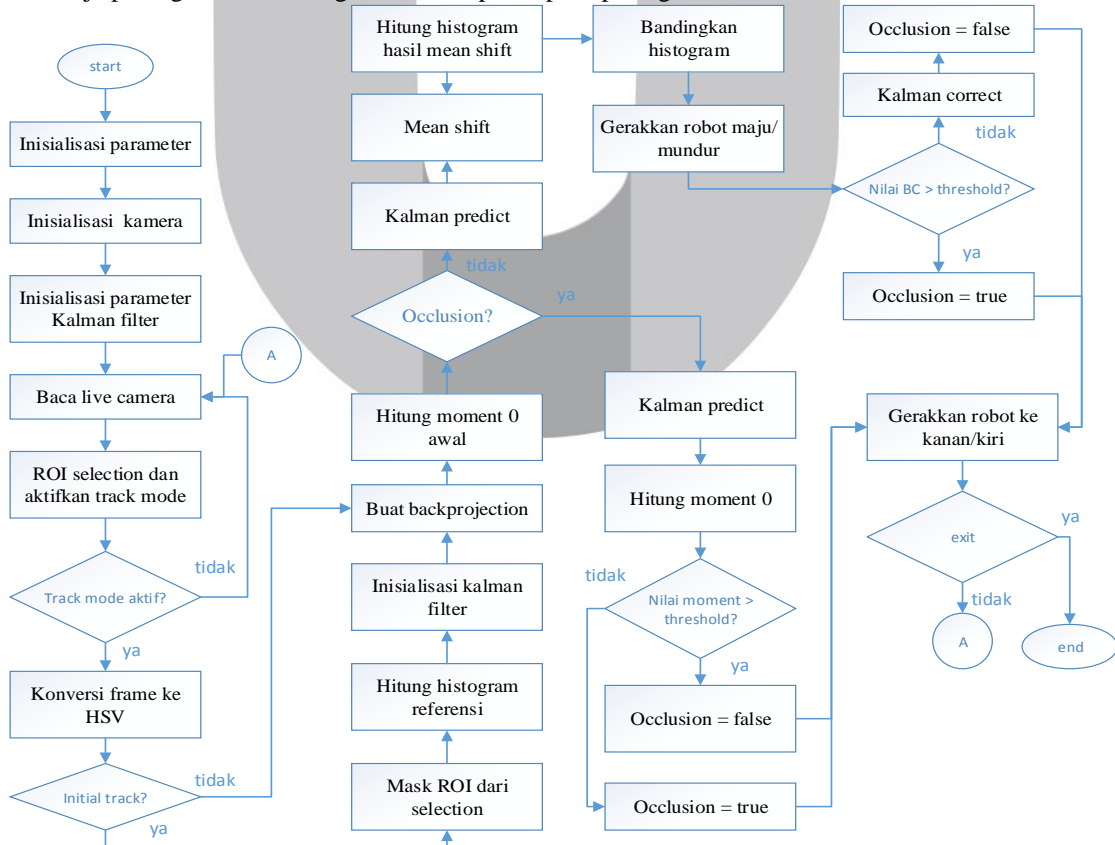 start
Inisialisasi parameter
Inisialisasi kamera
Inisialisasi parameter
Kalman filter
A
Baca live camera
ROI selection dan
aktifkan track mode
tidak
Track mode aktif?
ya
Konversi frame ke
HSV
tidak
Initial track?
ya
Hitung histogram
hasil mean shift
Mean shift
Kalman predict
tidak
Occlusion?
ya
Hitung moment 0
awal
Buat backprojection
Inisialisasi kalman
filter
Hitung histogram
referensi
Mask ROI dari
selection
Bandingkan
histogram
Gerakkan robot maju/
mundur
Kalman predict
Hitung moment 0
tidak
Nilai moment >
threshold?
ya
Occlusion = false
Occlusion = true
Occlusion = false
Kalman correct
tidak
Nilai BC > threshold?
ya
Occlusion = true
Gerakkan robot ke
kanan/kiri
ya
exit
tidak
A
end